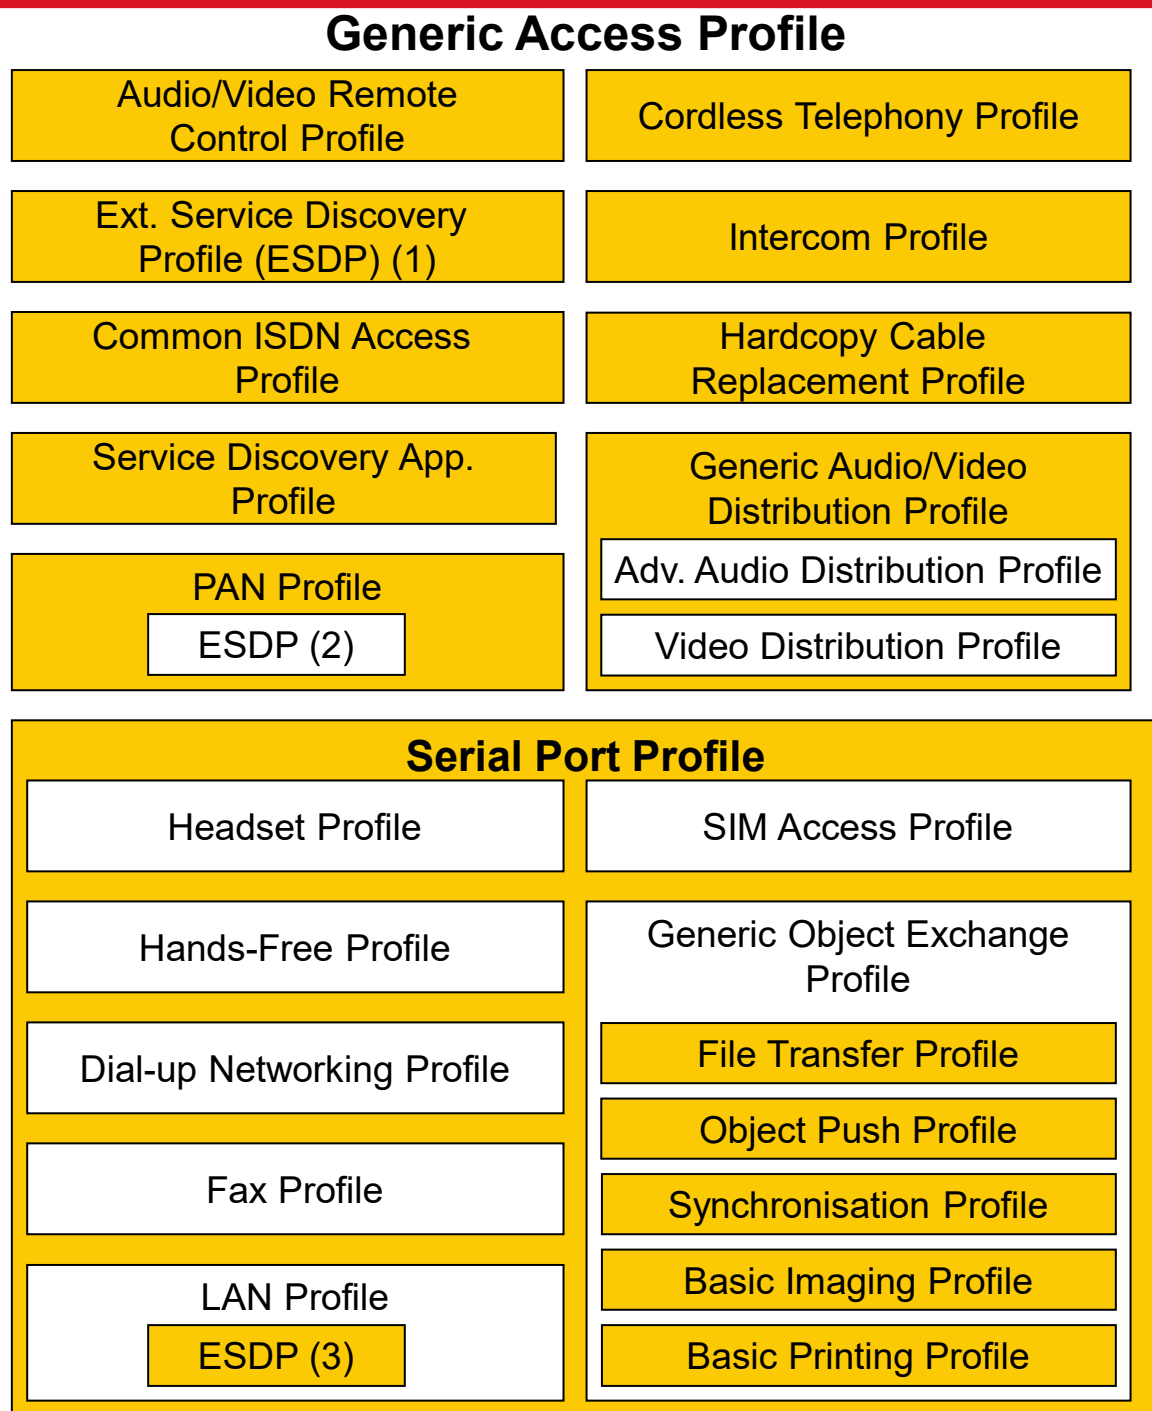 Generic Access Profile
Audio/Video Remote
Control Profile
Cordless Telephony Profile
Ext. Service Discovery
Profile (ESDP) (1)
Intercom Profile
Common ISDN Access
Profile
Hardcopy Cable
Replacement Profile
Service Discovery App.
Profile
Generic Audio/Video
Distribution Profile
Adv. Audio Distribution Profile
Video Distribution Profile
PAN Profile
ESDP (2)
Serial Port Profile
Headset Profile
SIM Access Profile
Hands-Free Profile
Generic Object Exchange
Profile
Dial-up Networking Profile
File Transfer Profile
Object Push Profile
Fax Profile
Synchronisation Profile
Basic Imaging Profile
LAN Profile
ESDP (3)
Basic Printing Profile